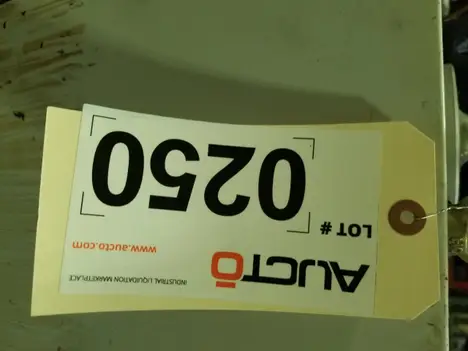 AUCTŌ
INDUSTRIAL LIQUIDATION MARKETPLACE
www.aucto.com
LOT #
0250